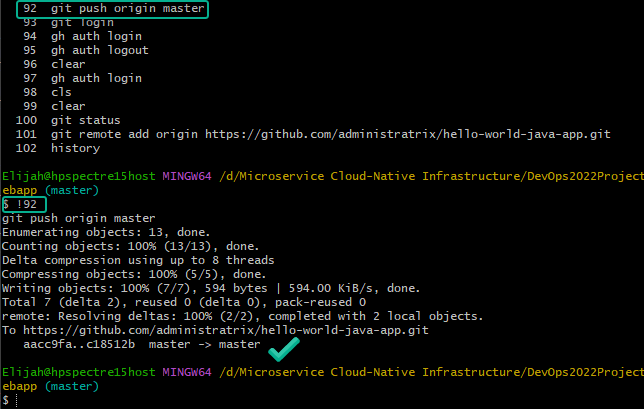 92 git push origin master
93 git login
94 gh auth login
95 gh auth logout
96 clear
97 gh auth login
98 cls
99 clear
100 git status
101 git remote add origin https://github.com/administratrix/hello-world-java-app.git
102 history
Elijah@hpspectre15host MINGW64 /d/Microservice Cloud-Native Infrastructure/DevOps2022Project
ebapp (master)
$ !92
git push origin master
Enumerating objects: 13, done.
Counting objects: 100% (13/13), done.
Delta compression using up to 8 threads
Compressing objects: 100% (5/5), done.
Writing objects: 100% (7/7), 594 bytes | 594.00 KiB/s, done.
Total 7 (delta 2), reused 0 (delta 0), pack-reused 0
remote: Resolving deltas: 100% (2/2), completed with 2 local objects.
To https://github.com/administratrix/hello-world-java-app.git
aacc9fa..c18512b master -> master
Elijah@hpspectre15host MINGW64 /d/Microservice Cloud-Native Infrastructure/DevOps2022Project
ebapp (master)
$